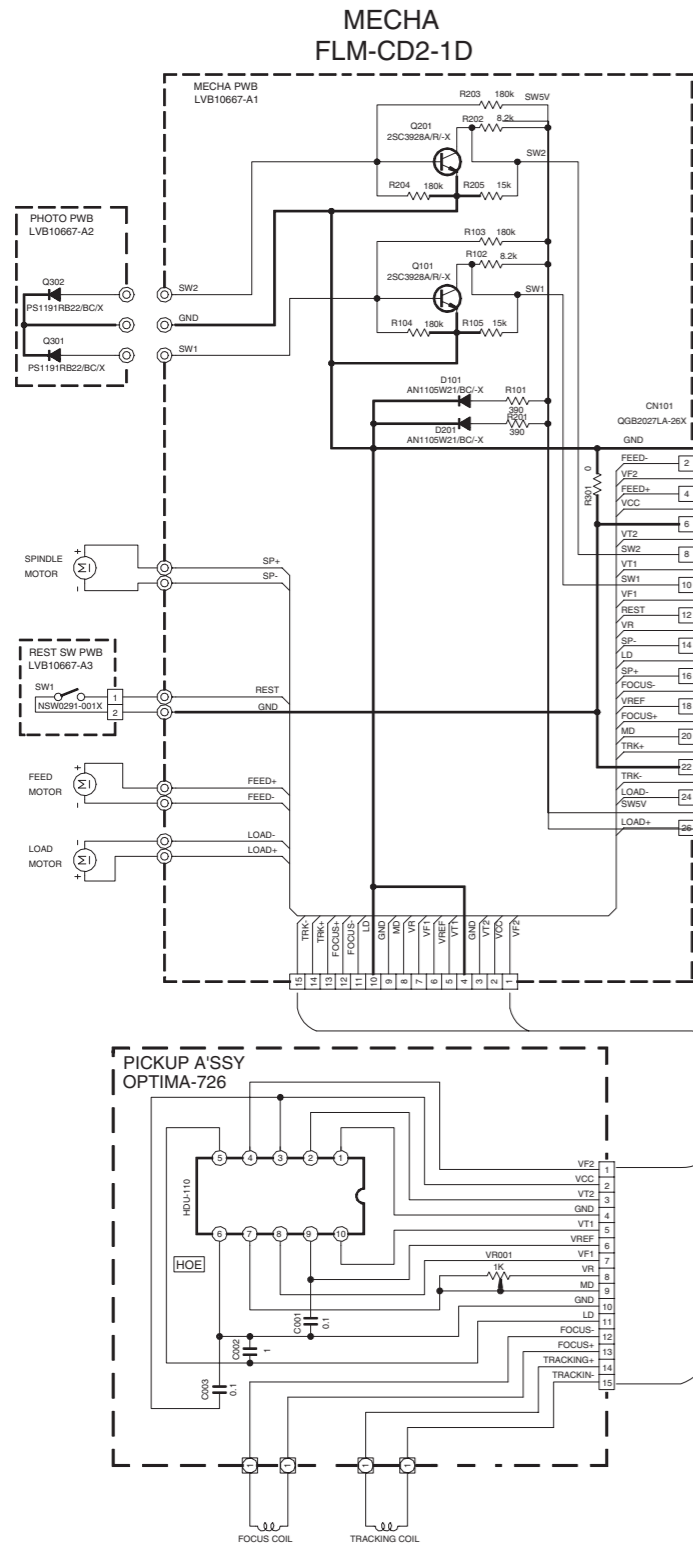 MECHA
FLM-CD2-1D
MECHA PWB
LVB10667-A1
R203 180k
SW5V
R202 8.2k
Q201
2SC3928A/R/-X
SW2
R204 180k R205 15k
R103 180k
R102
8.2k
Q101
2SC3928A/R/-X
SW1
R104 180k R105 15k
PHOTO PWB
LVB10667-A2
Q302
PS1191RB22/BC/X
Q301
PS1191RB22/BC/X
SW2
GND
SW1
D101
AN1105W21/BC/-X
R101
390
R201
390
D201
AN1105W21/BC/-X
CN101
QGB2027LA-26X
GND
R301 0
FEED-
2
VF2
FEED+
4
VCC
6
VT2
SW2
8
VT1
SW1
10
VF1
REST
12
VR
SP-
14
LD
SP+
16
FOCUS-
VREF
18
FOCUS+
MD
20
TRK+
22
TRK-
LOAD-
24
SW5V
LOAD+
26
SPINDLE
MOTOR
+
M
-
SP+
SP-
REST SW PWB
LVB10667-A3
SW1
NSW0291-001X
1
2
REST
GND
FEED
MOTOR
+
M
-
FEED+
FEED-
LOAD
MOTOR
-
M
+
LOAD-
LOAD+
TRK- TRK+ FOCUS+ FOCUS- LD GND MD VR VF1 VREF VT1 GND VT2 VCC VF2
15 14 13 12 11 10 9 8 7 6 5 4 3 2 1
PICKUP A'SSY
OPTIMA-726
5 4 3 2 1
HDU-110
6 7 8 9 10
HOE
C001
0.1
C002
1
C003
0.1
VR001
1K
VF2 1
VCC 2
VT2 3
GND 4
VT1 5
VREF 6
VF1 7
VR 8
MD 9
GND 10
LD 11
FOCUS- 12
FOCUS+ 13
TRACKING+ 14
TRACKIN- 15
1 1 1 1
FOCUS COIL
TRACKING COIL